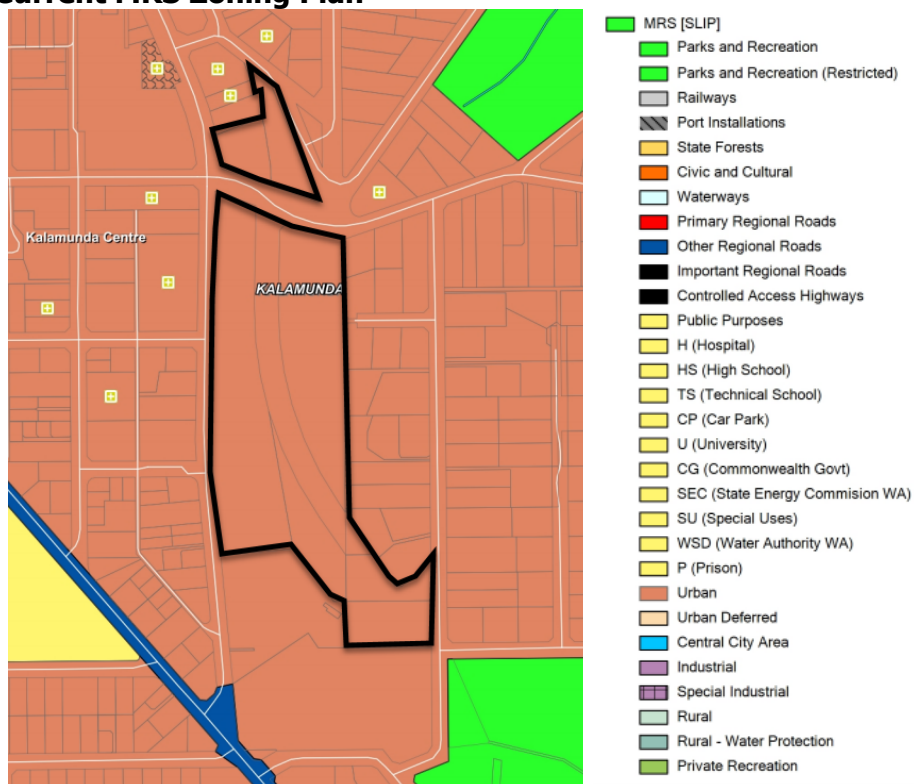 Current MRS Zoning Plan
Kalamunda Centre
KALAMUNDA
MRS [SLIP]
Parks and Recreation
Parks and Recreation (Restricted)
Railways
Port Installations
State Forests
Civic and Cultural
Waterways
Primary Regional Roads
Other Regional Roads
Important Regional Roads
Controlled Access Highways
Public Purposes
H (Hospital)
HS (High School)
TS (Technical School)
CP (Car Park)
U (University)
CG (Commonwealth Govt)
SEC (State Energy Commision WA)
SU (Special Uses)
WSD (Water Authority WA)
P (Prison)
Urban
Urban Deferred
Central City Area
Industrial
Special Industrial
Rural
Rural - Water Protection
Private Recreation